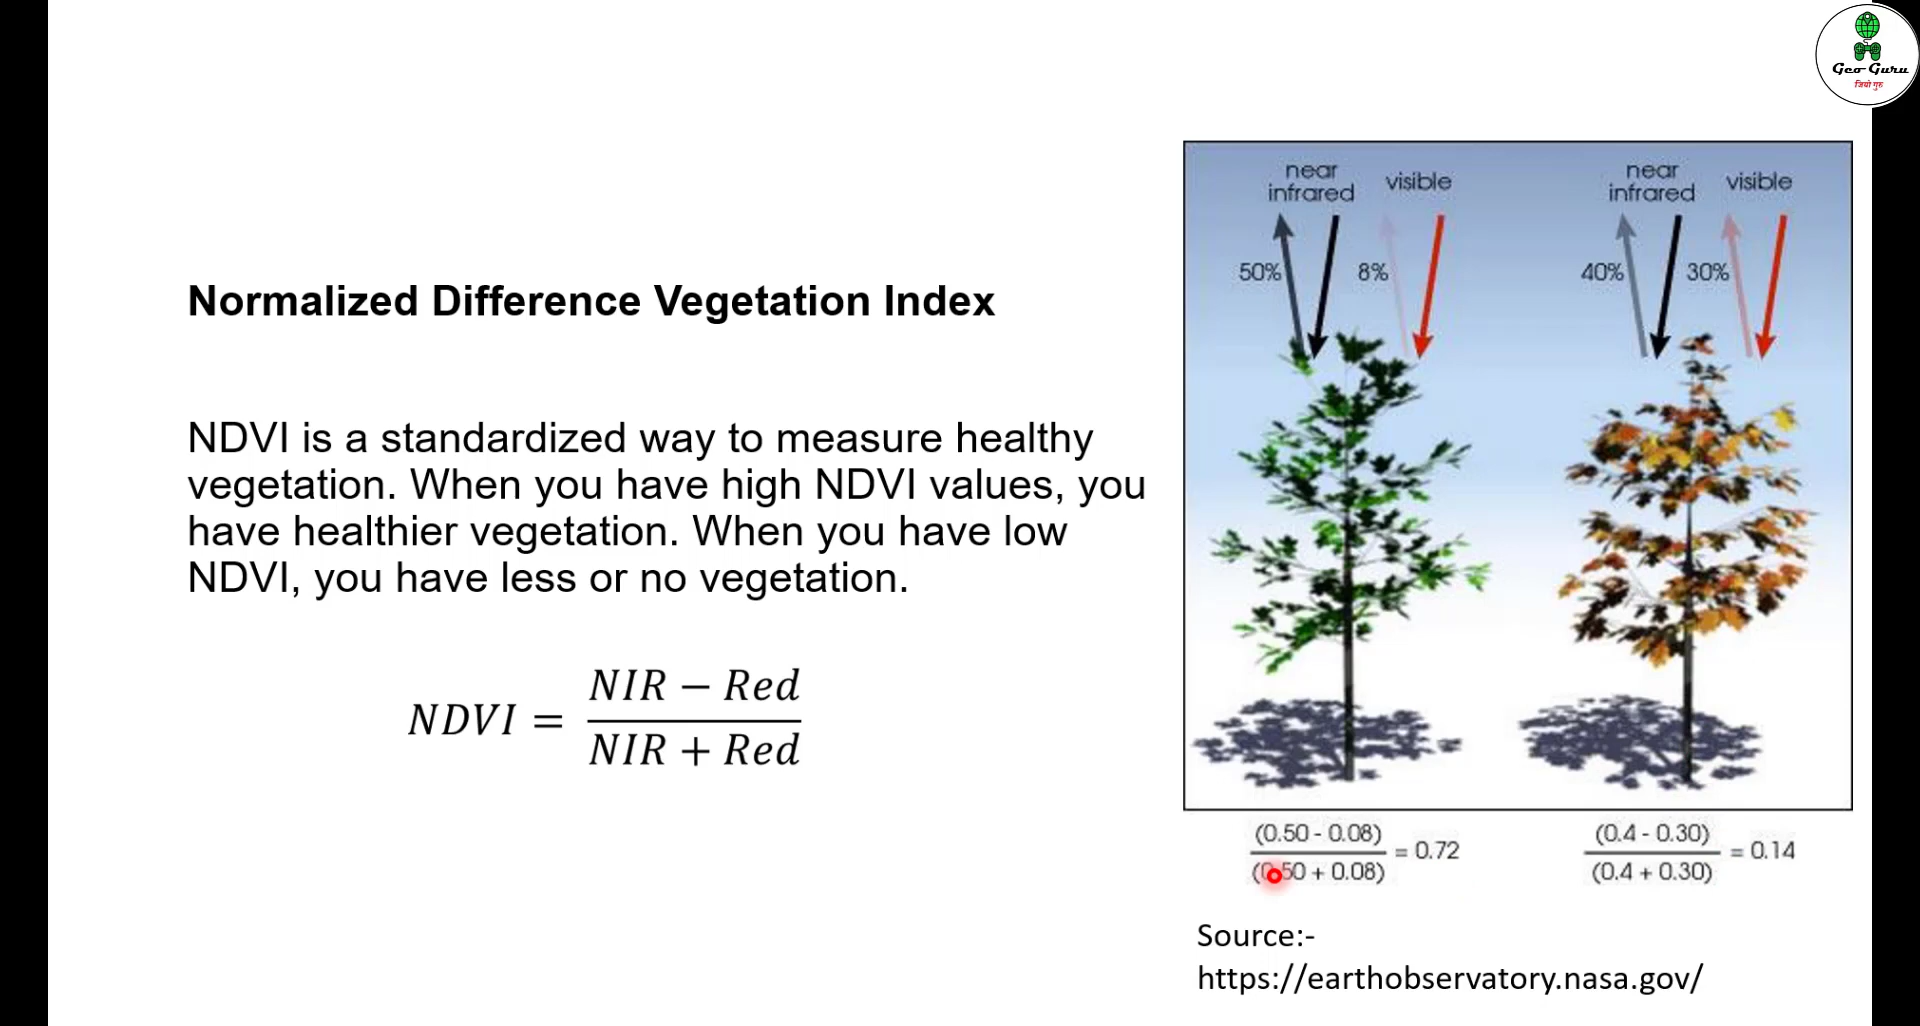 Geo Guru
जियो गुरु
Normalized Difference Vegetation Index
NDVI is a standardized way to measure healthy
vegetation. When you have high NDVI values, you
have healthier vegetation. When you have low
NDVI, you have less or no vegetation.
NDVI = (NIR − Red) / (NIR + Red)
near infrared
visible
near infrared
visible
50%
8%
40%
30%
(0.50 - 0.08) / (0.50 + 0.08) = 0.72
(0.4 - 0.30) / (0.4 + 0.30) = 0.14
Source:-
https://earthobservatory.nasa.gov/